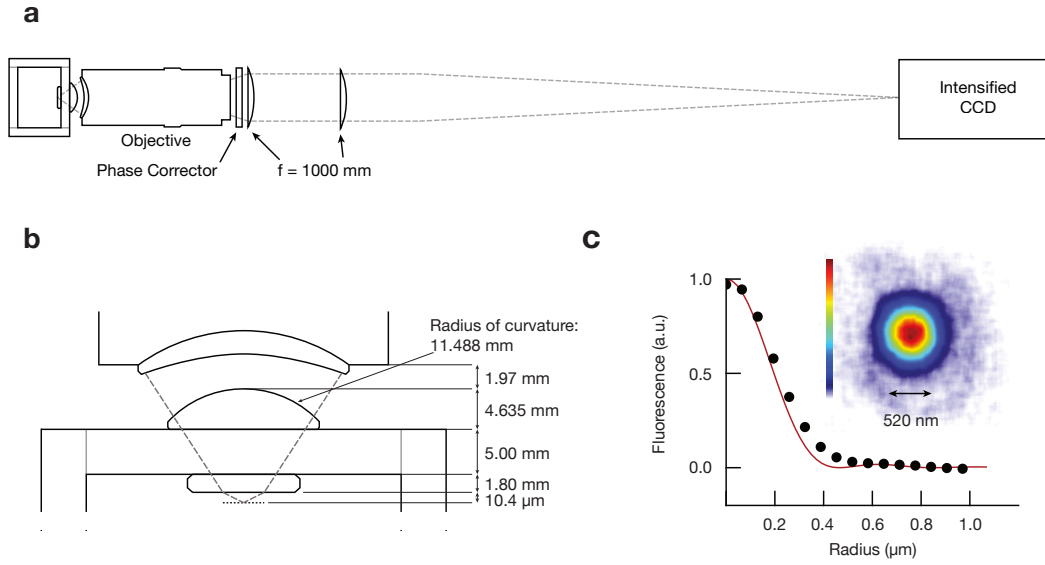 a
Intensified
CCD
Objective
Phase Corrector
f = 1000 mm
b
Radius of curvature:
11.488 mm
1.97 mm
4.635 mm
5.00 mm
1.80 mm
10.4 µm
c
Fluorescence (a.u.)
1.0
0.5
0.0
520 nm
0.2 0.4 0.6 0.8 1.0
Radius (µm)